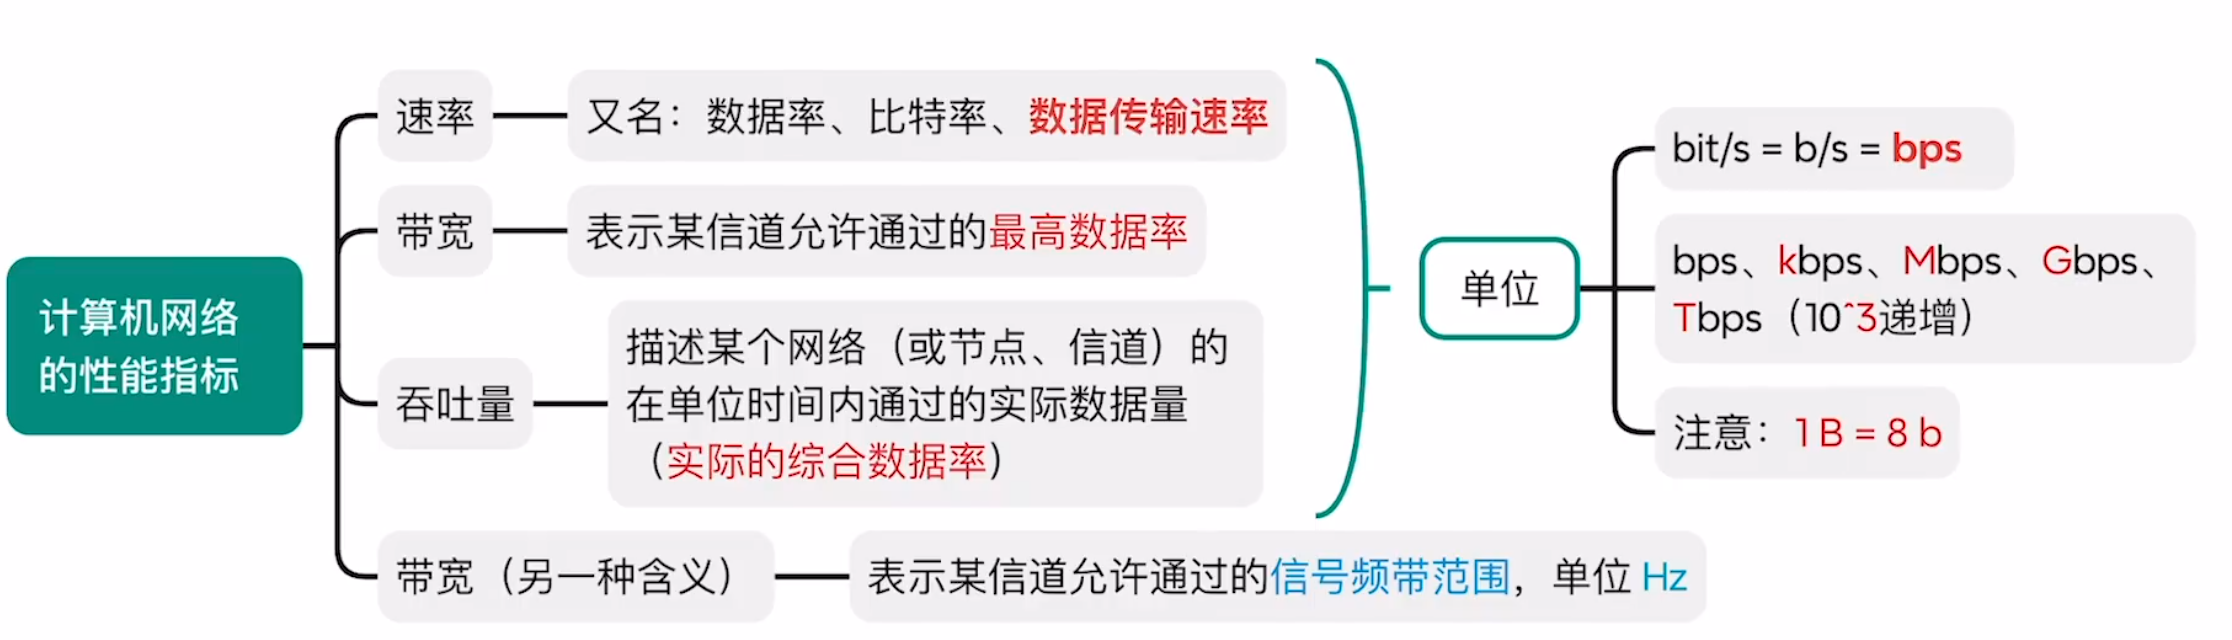 计算机网络
的性能指标
速率
又名：数据率、比特率、数据传输速率
带宽
表示某信道允许通过的最高数据率
吞吐量
描述某个网络（或节点、信道）的
在单位时间内通过的实际数据量
（实际的综合数据率）
带宽（另一种含义）
表示某信道允许通过的信号频带范围，单位 Hz
单位
bit/s = b/s = bps
bps、kbps、Mbps、Gbps、
Tbps（10^3递增）
注意：1 B = 8 b